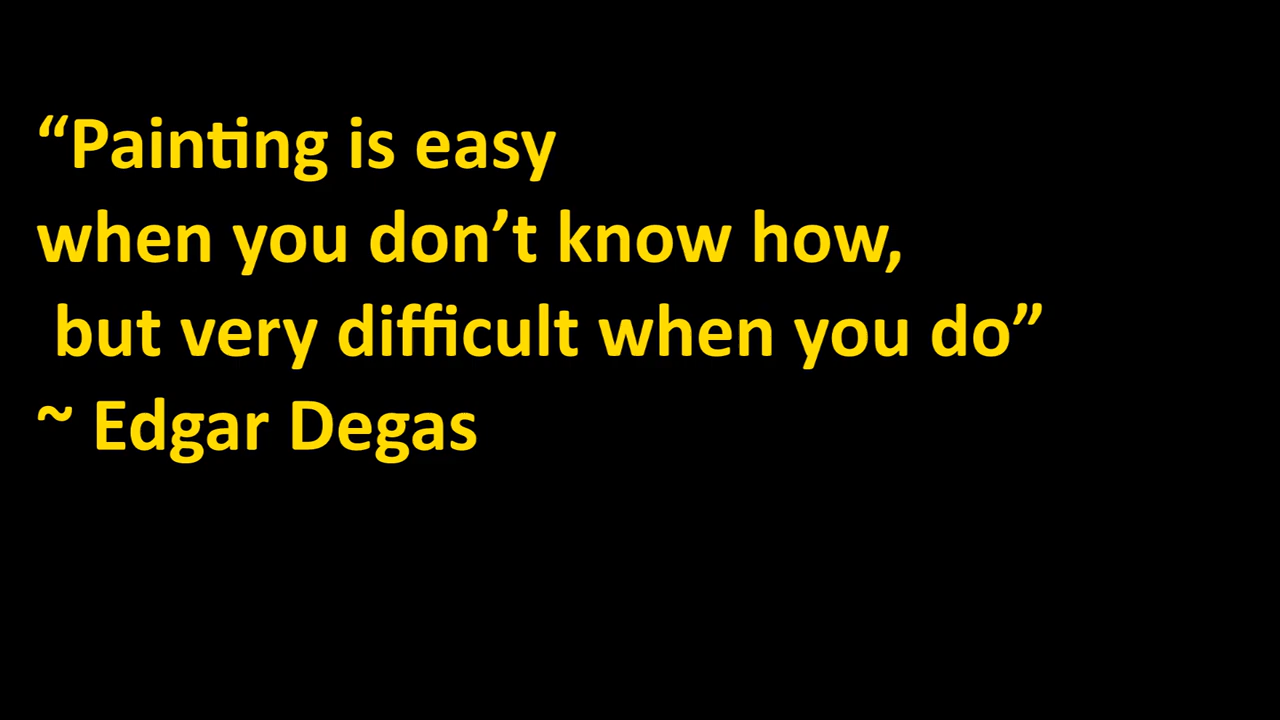 “Painting is easy
when you don’t know how,
but very difficult when you do”
~ Edgar Degas